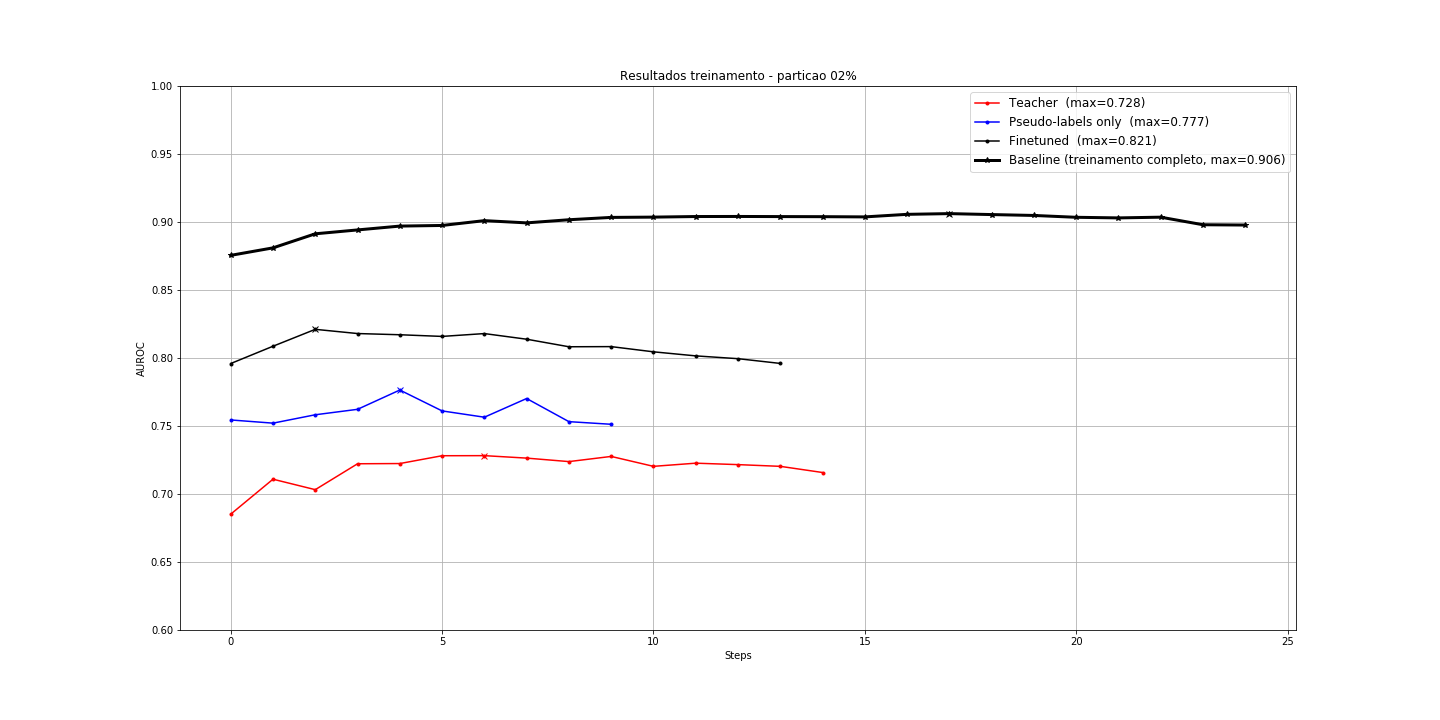 Resultados treinamento - particao 02%
Teacher  (max=0.728)
Pseudo-labels only  (max=0.777)
Finetuned  (max=0.821)
Baseline (treinamento completo, max=0.906)
AUROC
1.00
0.95
0.90
0.85
0.80
0.75
0.70
0.65
0.60
0 5 10 15 20 25
Steps